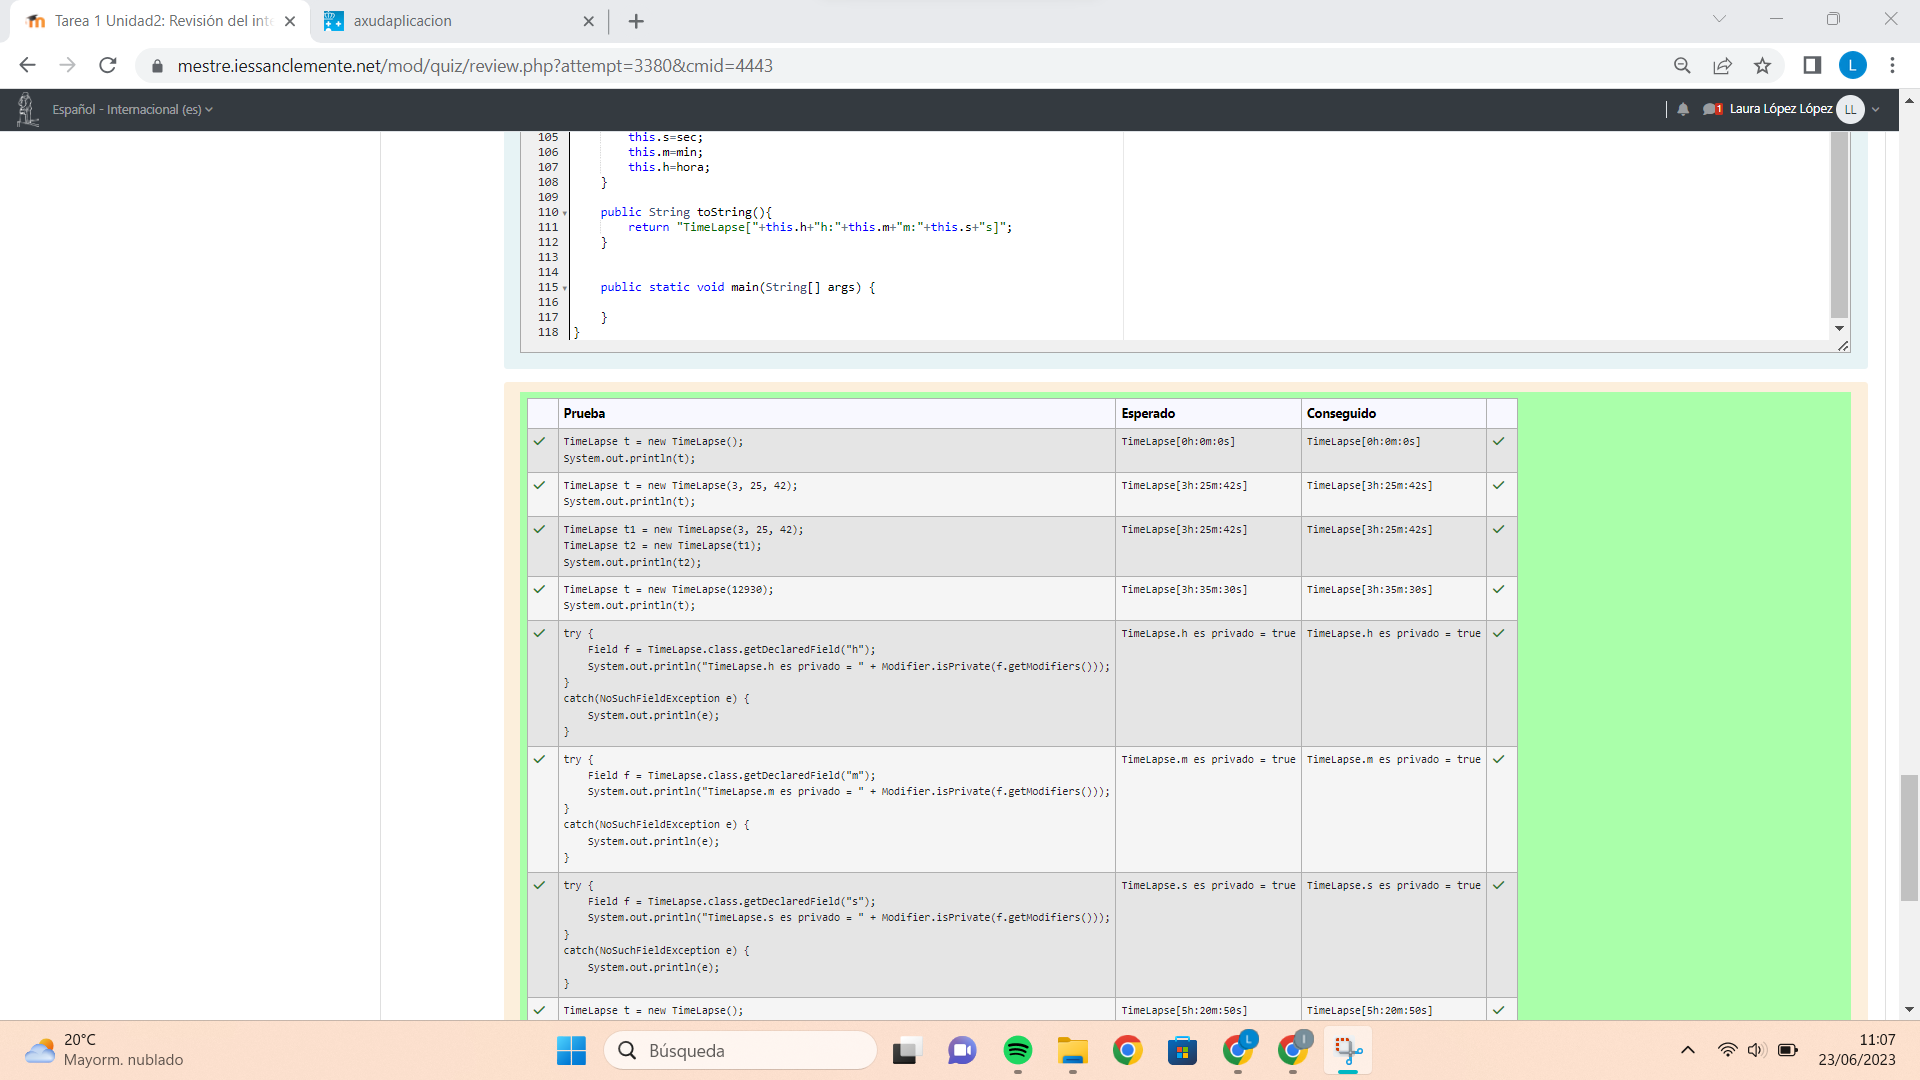 Tarea 1 Unidad2: Revisión del inte
axudaplicacion
mestre.iessanclemente.net/mod/quiz/review.php?attempt=3380&cmid=4443
L
Español - Internacional (es)
1
Laura López López
LL
105 this.s=sec;
106 this.m=min;
107 this.h=hora;
108 }
109
110 public String toString(){
111 return "TimeLapse["+this.h+"h:"+this.m+"m:"+this.s+"s]";
112 }
113
114
115 public static void main(String[] args) {
116
117 }
118 }
Prueba Esperado Conseguido
TimeLapse t = new TimeLapse(); TimeLapse[0h:0m:0s] TimeLapse[0h:0m:0s]
System.out.println(t);
TimeLapse t = new TimeLapse(3, 25, 42); TimeLapse[3h:25m:42s] TimeLapse[3h:25m:42s]
System.out.println(t);
TimeLapse t1 = new TimeLapse(3, 25, 42); TimeLapse[3h:25m:42s] TimeLapse[3h:25m:42s]
TimeLapse t2 = new TimeLapse(t1);
System.out.println(t2);
TimeLapse t = new TimeLapse(12930); TimeLapse[3h:35m:30s] TimeLapse[3h:35m:30s]
System.out.println(t);
try { TimeLapse.h es privado = true TimeLapse.h es privado = true
Field f = TimeLapse.class.getDeclaredField("h");
System.out.println("TimeLapse.h es privado = " + Modifier.isPrivate(f.getModifiers()));
}
catch(NoSuchFieldException e) {
System.out.println(e);
}
try { TimeLapse.m es privado = true TimeLapse.m es privado = true
Field f = TimeLapse.class.getDeclaredField("m");
System.out.println("TimeLapse.m es privado = " + Modifier.isPrivate(f.getModifiers()));
}
catch(NoSuchFieldException e) {
System.out.println(e);
}
try { TimeLapse.s es privado = true TimeLapse.s es privado = true
Field f = TimeLapse.class.getDeclaredField("s");
System.out.println("TimeLapse.s es privado = " + Modifier.isPrivate(f.getModifiers()));
}
catch(NoSuchFieldException e) {
System.out.println(e);
}
TimeLapse t = new TimeLapse(); TimeLapse[5h:20m:50s] TimeLapse[5h:20m:50s]
20°C
Mayorm. nublado
Búsqueda
L
I
11:07
23/06/2023